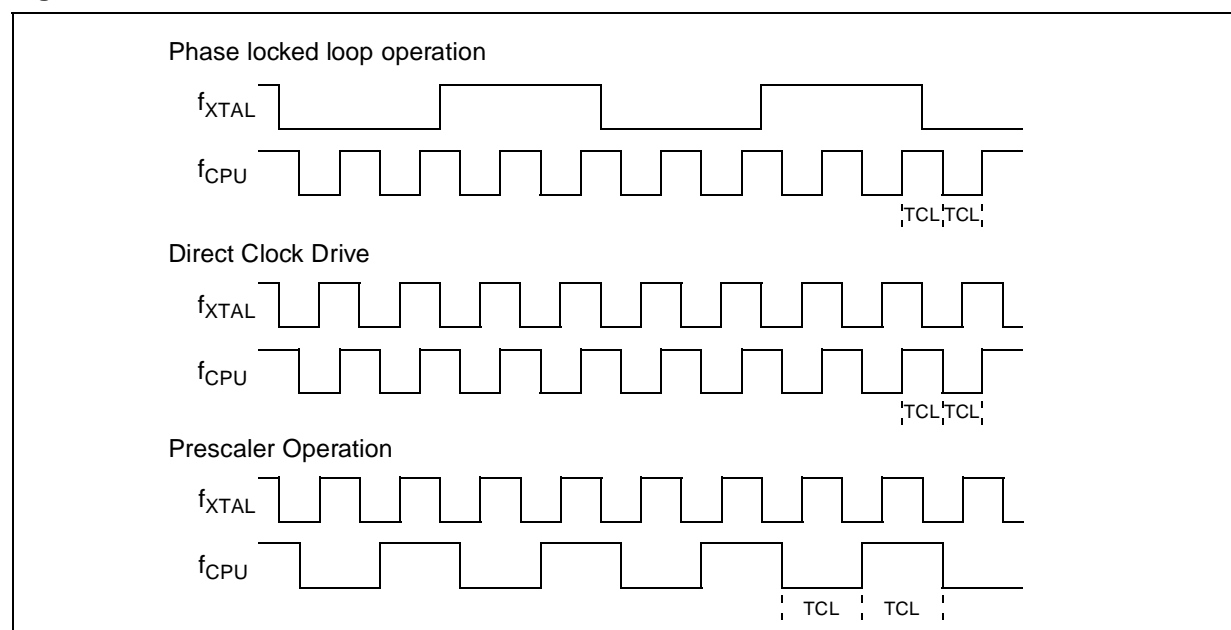 Phase locked loop operation
fXTAL
fCPU
TCL TCL
Direct Clock Drive
fXTAL
fCPU
TCL TCL
Prescaler Operation
fXTAL
fCPU
TCL TCL